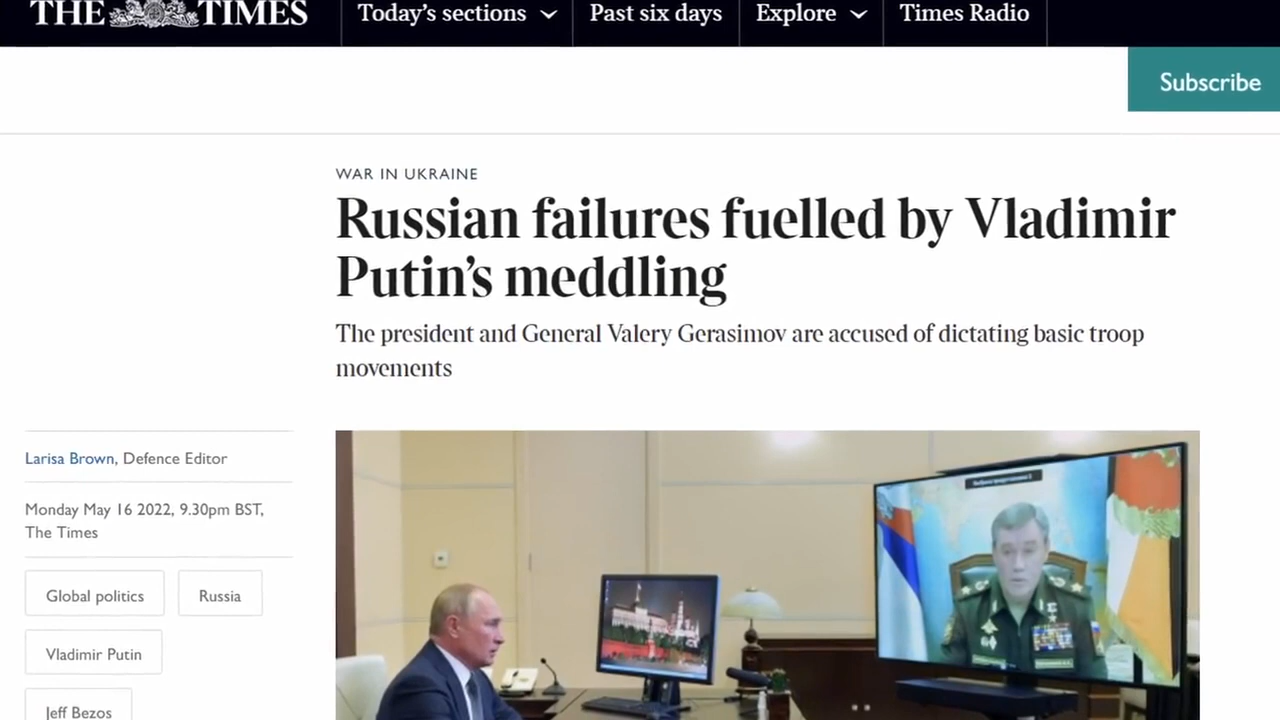 THE TIMES
Today's sections
Past six days
Explore
Times Radio
Subscribe
WAR IN UKRAINE
Russian failures fuelled by Vladimir
Putin's meddling
The president and General Valery Gerasimov are accused of dictating basic troop
movements
Larisa Brown, Defence Editor
Monday May 16 2022, 9.30pm BST,
The Times
Global politics
Russia
Vladimir Putin
Jeff Bezos